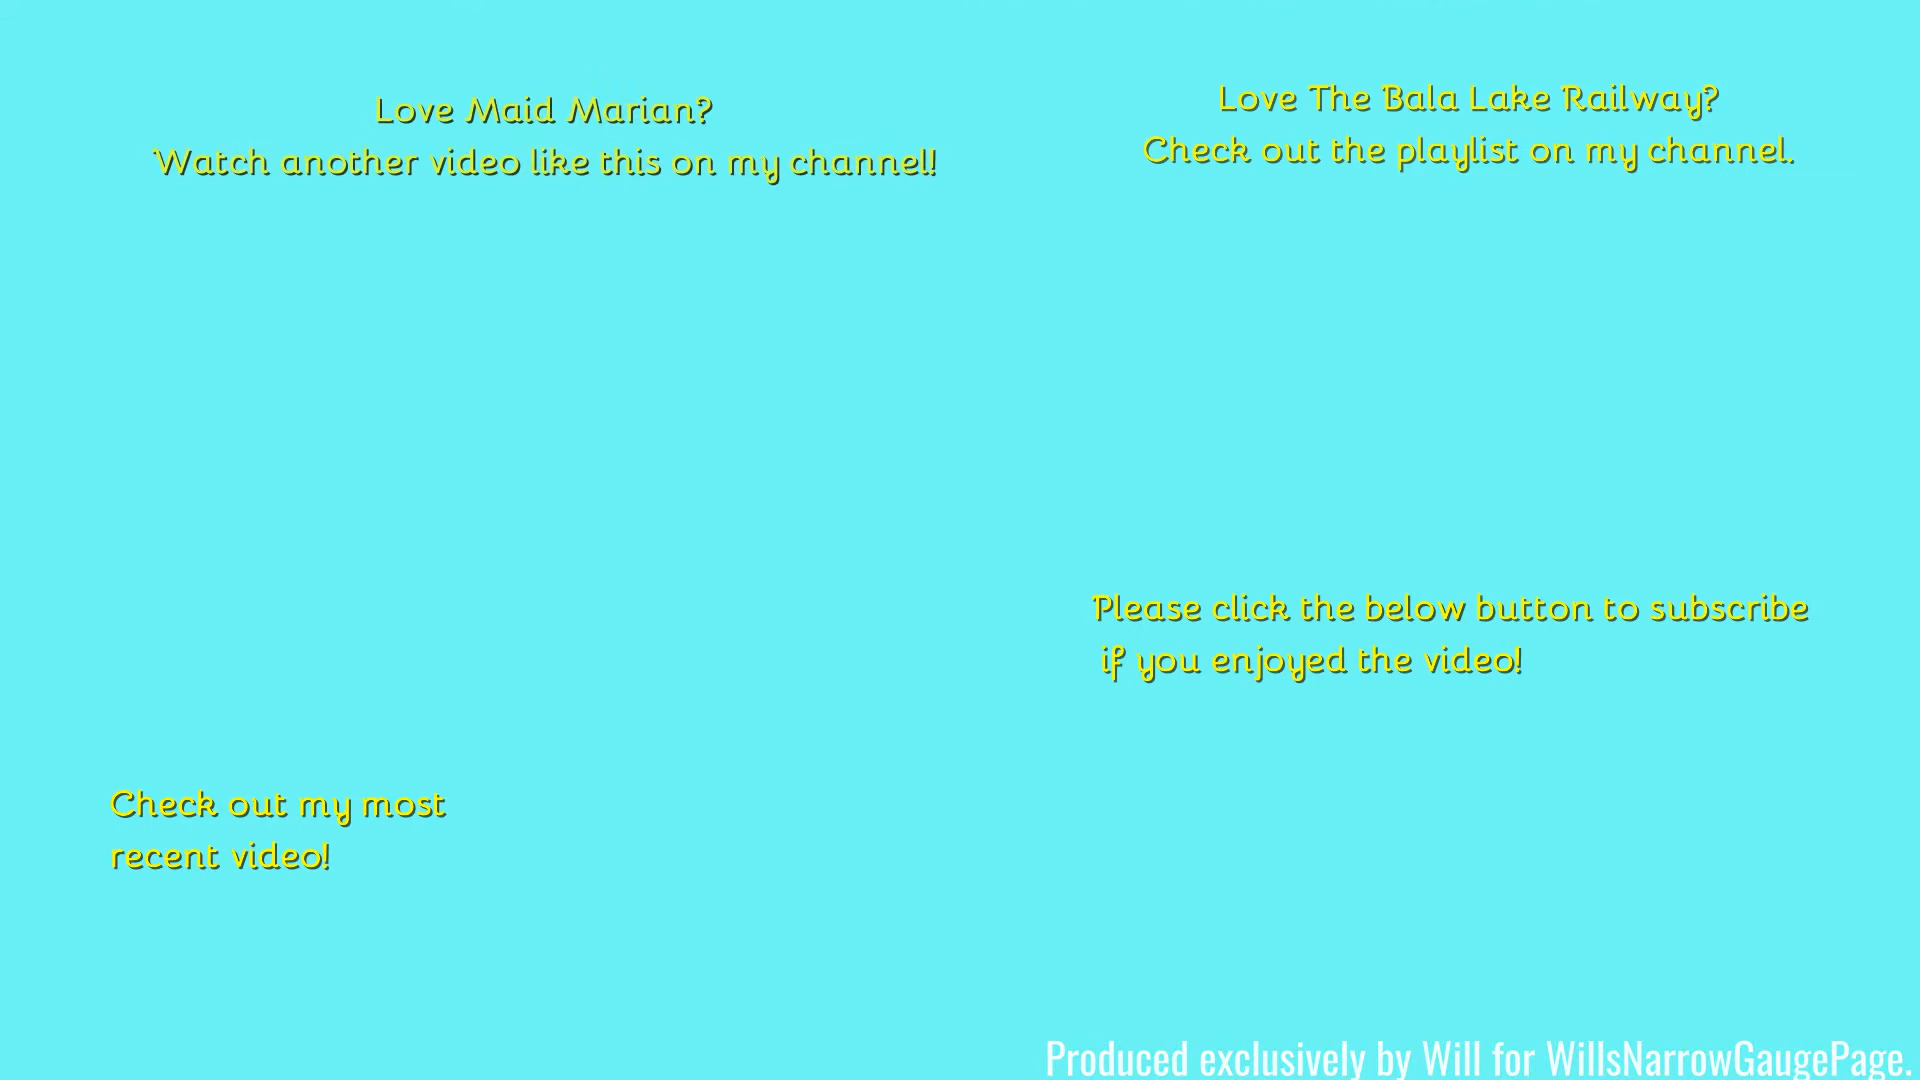 Love Maid Marian?
Watch another video like this on my channel!
Love The Bala Lake Railway?
Check out the playlist on my channel.
Please click the below button to subscribe
if you enjoyed the video!
Check out my most
recent video!
Produced exclusively by Will for WillsNarrowGaugePage.